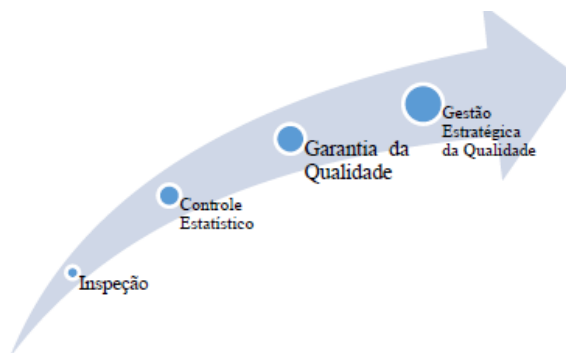 Gestão
Estratégica
da Qualidade
Garantia da
Qualidade
Controle
Estatístico
Inspeção